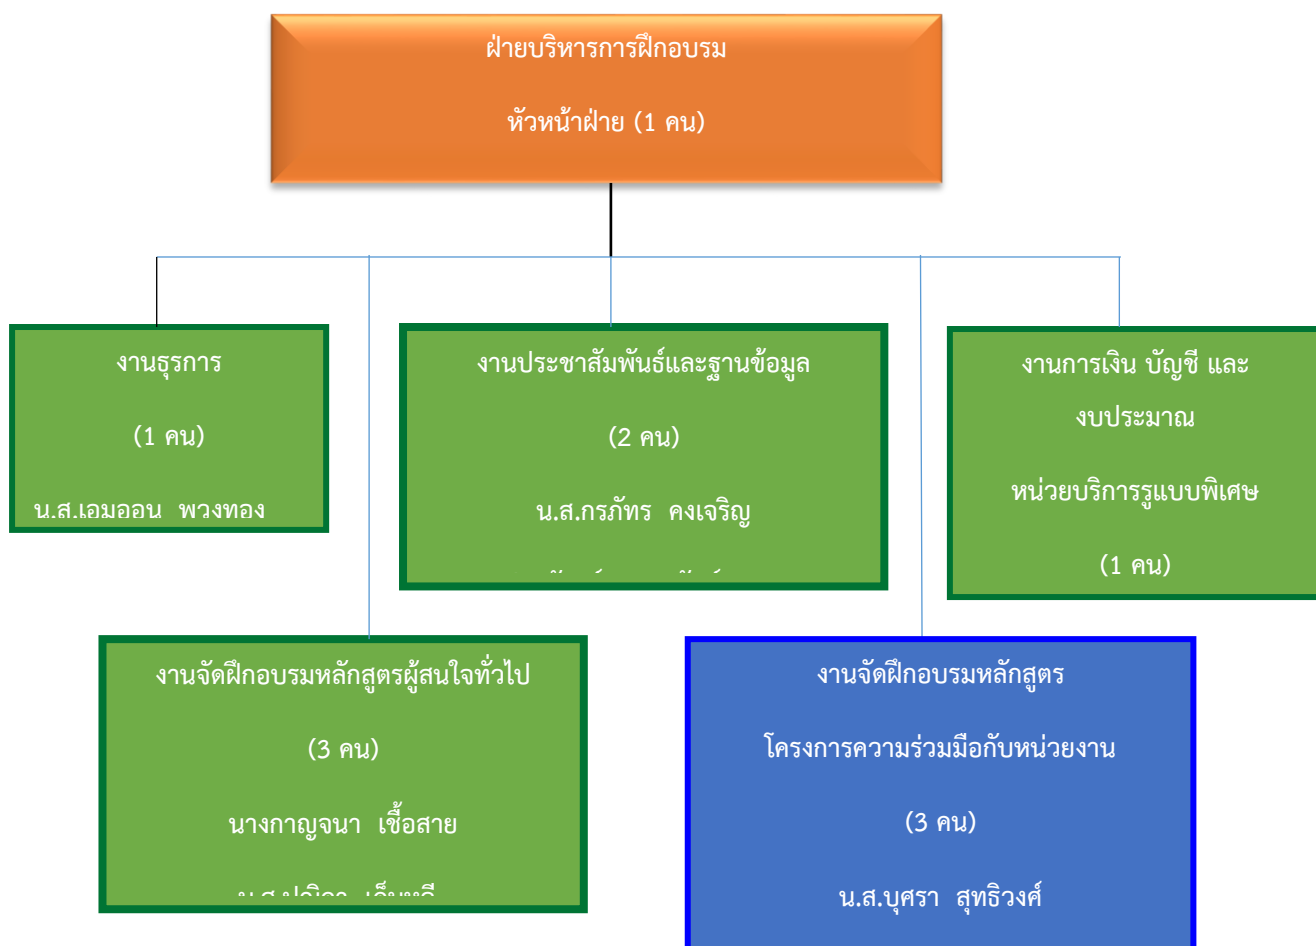 ฝ่ายบริหารการฝึกอบรม
หัวหน้าฝ่าย (1 คน)
งานธุรการ
(1 คน)
น.ส.เอมออน พวงทอง
งานประชาสัมพันธ์และฐานข้อมูล
(2 คน)
น.ส.กรภัทร คงเจริญ
งานการเงิน บัญชี และ
งบประมาณ
หน่วยบริการรูแบบพิเศษ
(1 คน)
งานจัดฝึกอบรมหลักสูตรผู้สนใจทั่วไป
(3 คน)
นางกาญจนา เชื้อสาย
งานจัดฝึกอบรมหลักสูตร
โครงการความร่วมมือกับหน่วยงาน
(3 คน)
น.ส.บุศรา สุทธิวงศ์